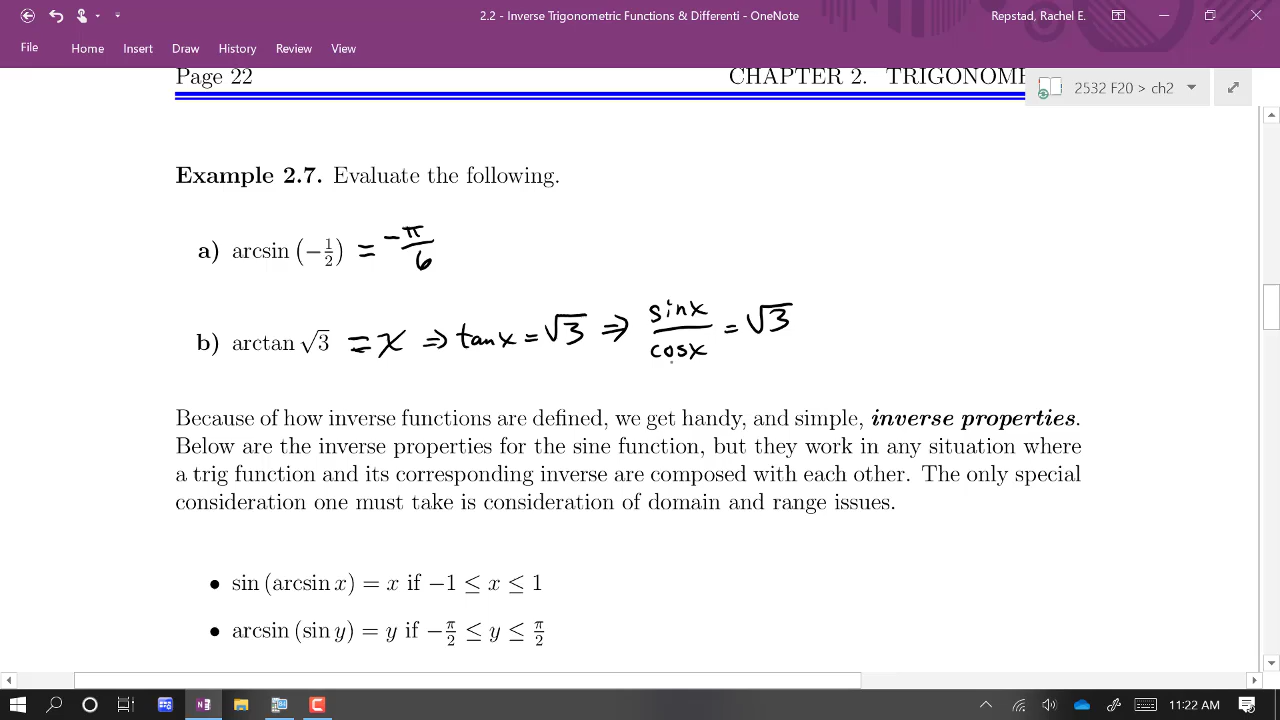 2.2 - Inverse Trigonometric Functions & Differenti - OneNote
Repstad, Rachel E.
File Home Insert Draw History Review View
Page 22 CHAPTER 2. TRIGONOME
2532 F20 > ch2
Example 2.7. Evaluate the following.
a) arcsin (−1/2) = −π/6
b) arctan √3 = x ⇒ tan x = √3 ⇒ sinx/cosx = √3
Because of how inverse functions are defined, we get handy, and simple, inverse properties.
Below are the inverse properties for the sine function, but they work in any situation where
a trig function and its corresponding inverse are composed with each other. The only special
consideration one must take is consideration of domain and range issues.
• sin (arcsin x) = x if −1 ≤ x ≤ 1
• arcsin (sin y) = y if −π/2 ≤ y ≤ π/2
11:22 AM